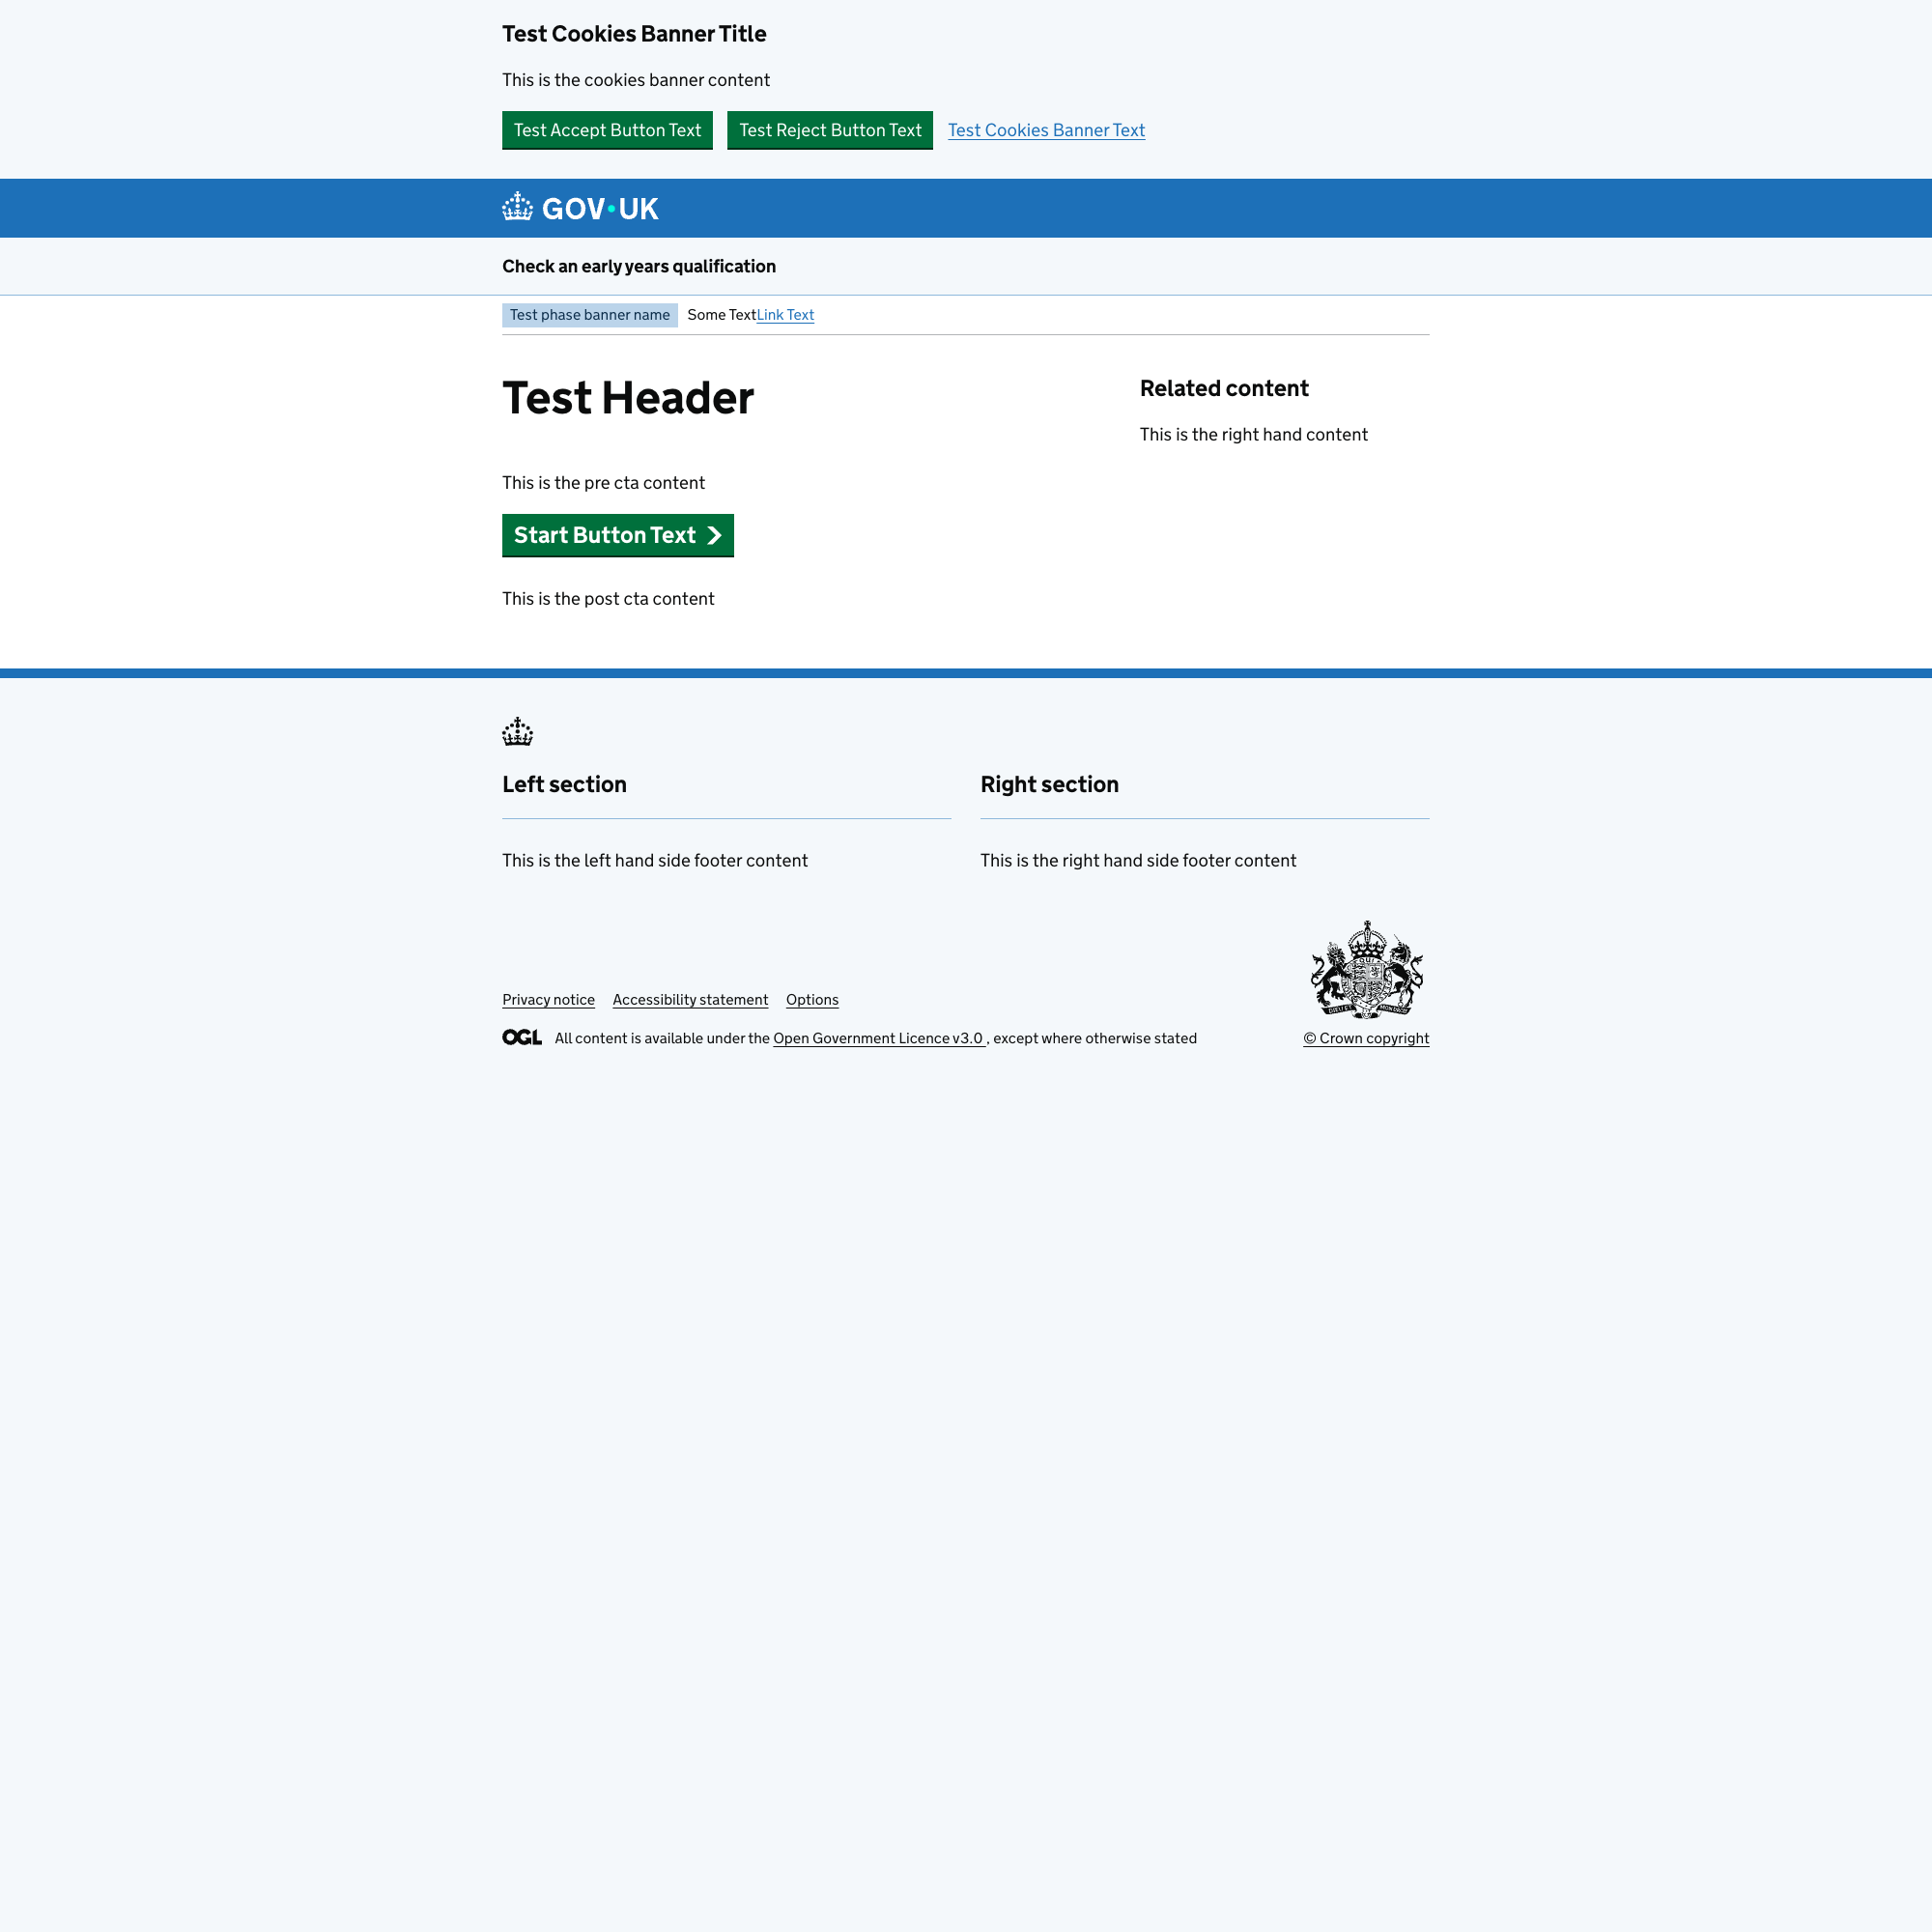 Test Cookies Banner Title
This is the cookies banner content
Test Accept Button Text Test Reject Button Text Test Cookies Banner Text
GOV·UK
Check an early years qualification
Test phase banner name Some TextLink Text
Test Header
This is the pre cta content
Start Button Text
This is the post cta content
Related content
This is the right hand content
Left section
This is the left hand side footer content
Right section
This is the right hand side footer content
Privacy notice Accessibility statement Options
OGL All content is available under the Open Government Licence v3.0 , except where otherwise stated
© Crown copyright